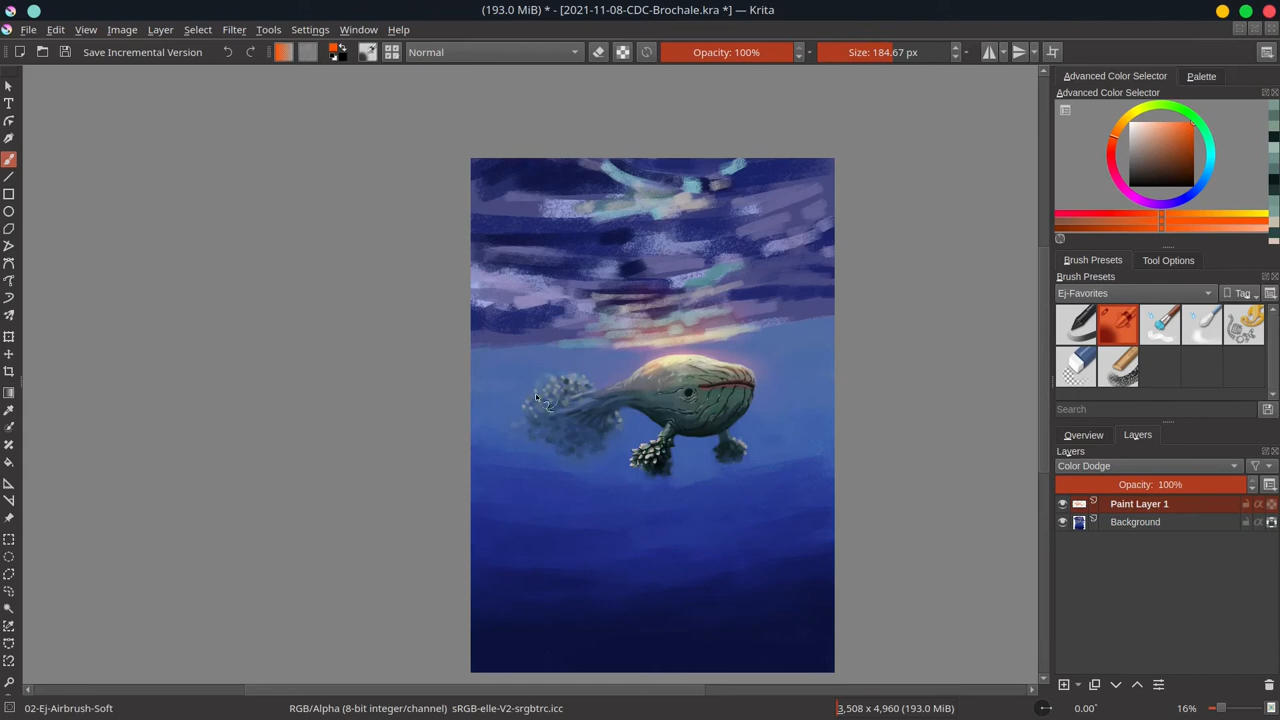 (193.0 MiB) * - [2021-11-08-CDC-Brochale.kra *] — Krita
File Edit View Image Layer Select Filter Tools Settings Window Help
Save Incremental Version Normal Opacity: 100% Size: 184.67 px
Advanced Color Selector Palette
Advanced Color Selector
Brush Presets Tool Options
Brush Presets
Ej-Favorites Tag
Search
Overview Layers
Layers
Color Dodge
Opacity: 100%
Paint Layer 1
Background
02-Ej-Airbrush-Soft RGB/Alpha (8-bit integer/channel) sRGB-elle-V2-srgbtrc.icc 3,508 x 4,960 (193.0 MiB) 0.00° 16%